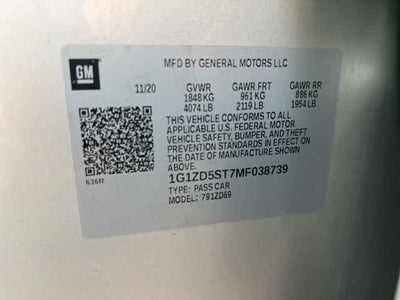 GM
MFD BY GENERAL MOTORS LLC
11/20 GVWR GAWR FRT GAWR RR
1848 KG 961 KG 886 KG
4074 LB 2119 LB 1954 LB
THIS VEHICLE CONFORMS TO ALL
APPLICABLE U.S. FEDERAL MOTOR
VEHICLE SAFETY, BUMPER, AND THEFT
PREVENTION STANDARDS IN EFFECT ON THE
DATE OF MANUFACTURE SHOWN
ABOVE.
636R
1G1ZD5ST7MF038739
TYPE: PASS CAR
MODEL: 791ZD69